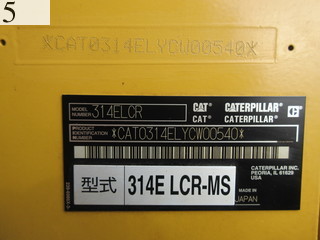 5
*CAT0314ELYCW00540*
MODEL NUMBER 314ELCR CAT CATERPILLAR
CAT CATERPILLAR
PRODUCT IDENTIFICATION NUMBER *CAT0314ELYCW00540*
CATERPILLAR INC.
PEORIA, IL 61629
USA
型式 314E LCR-MS
MADE IN
JAPAN